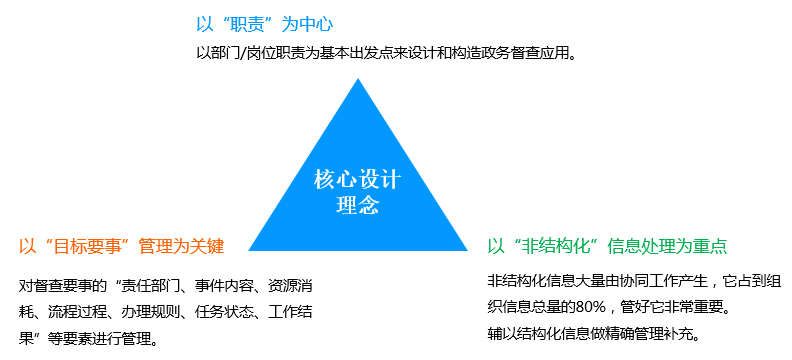 以“职责”为中心
以部门/岗位职责为基本出发点来设计和构造政务督查应用。
核心设计
理念
以“目标要事”管理为关键
对督查要事的“责任部门、事件内容、资源消
耗、流程过程、办理规则、任务状态、工作结
果”等要素进行管理。
以“非结构化”信息处理为重点
非结构化信息大量由协同工作产生，它占到组
织信息总量的80%，管好它非常重要。
辅以结构化信息做精确管理补充。